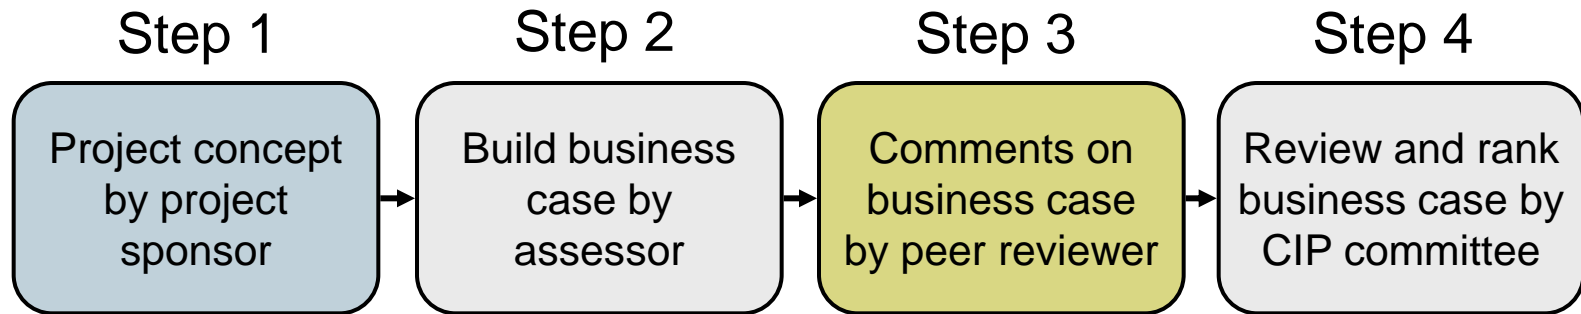 Step 1
Step 2
Step 3
Step 4
Project concept
by project
sponsor
Build business
case by
assessor
Comments on
business case
by peer reviewer
Review and rank
business case by
CIP committee